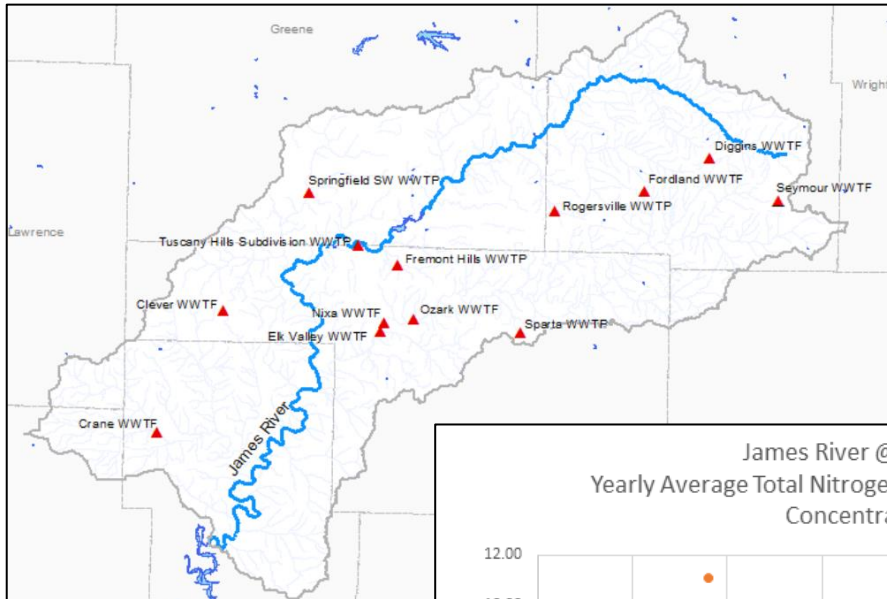 Greene
Wright
Diggins WWTF
Springfield SW WWTP
Fordland WWTF
Seymour WWTF
Rogersville WWTP
Lawrence
Tuscany Hills Subdivision WWTP
Fremont Hills WWTP
Clever WWTF
Nixa WWTF
Ozark WWTF
Elk Valley WWTF
Sparta WWTP
Crane WWTF
James River
James River @
Yearly Average Total Nitroge
Concentra
12.00